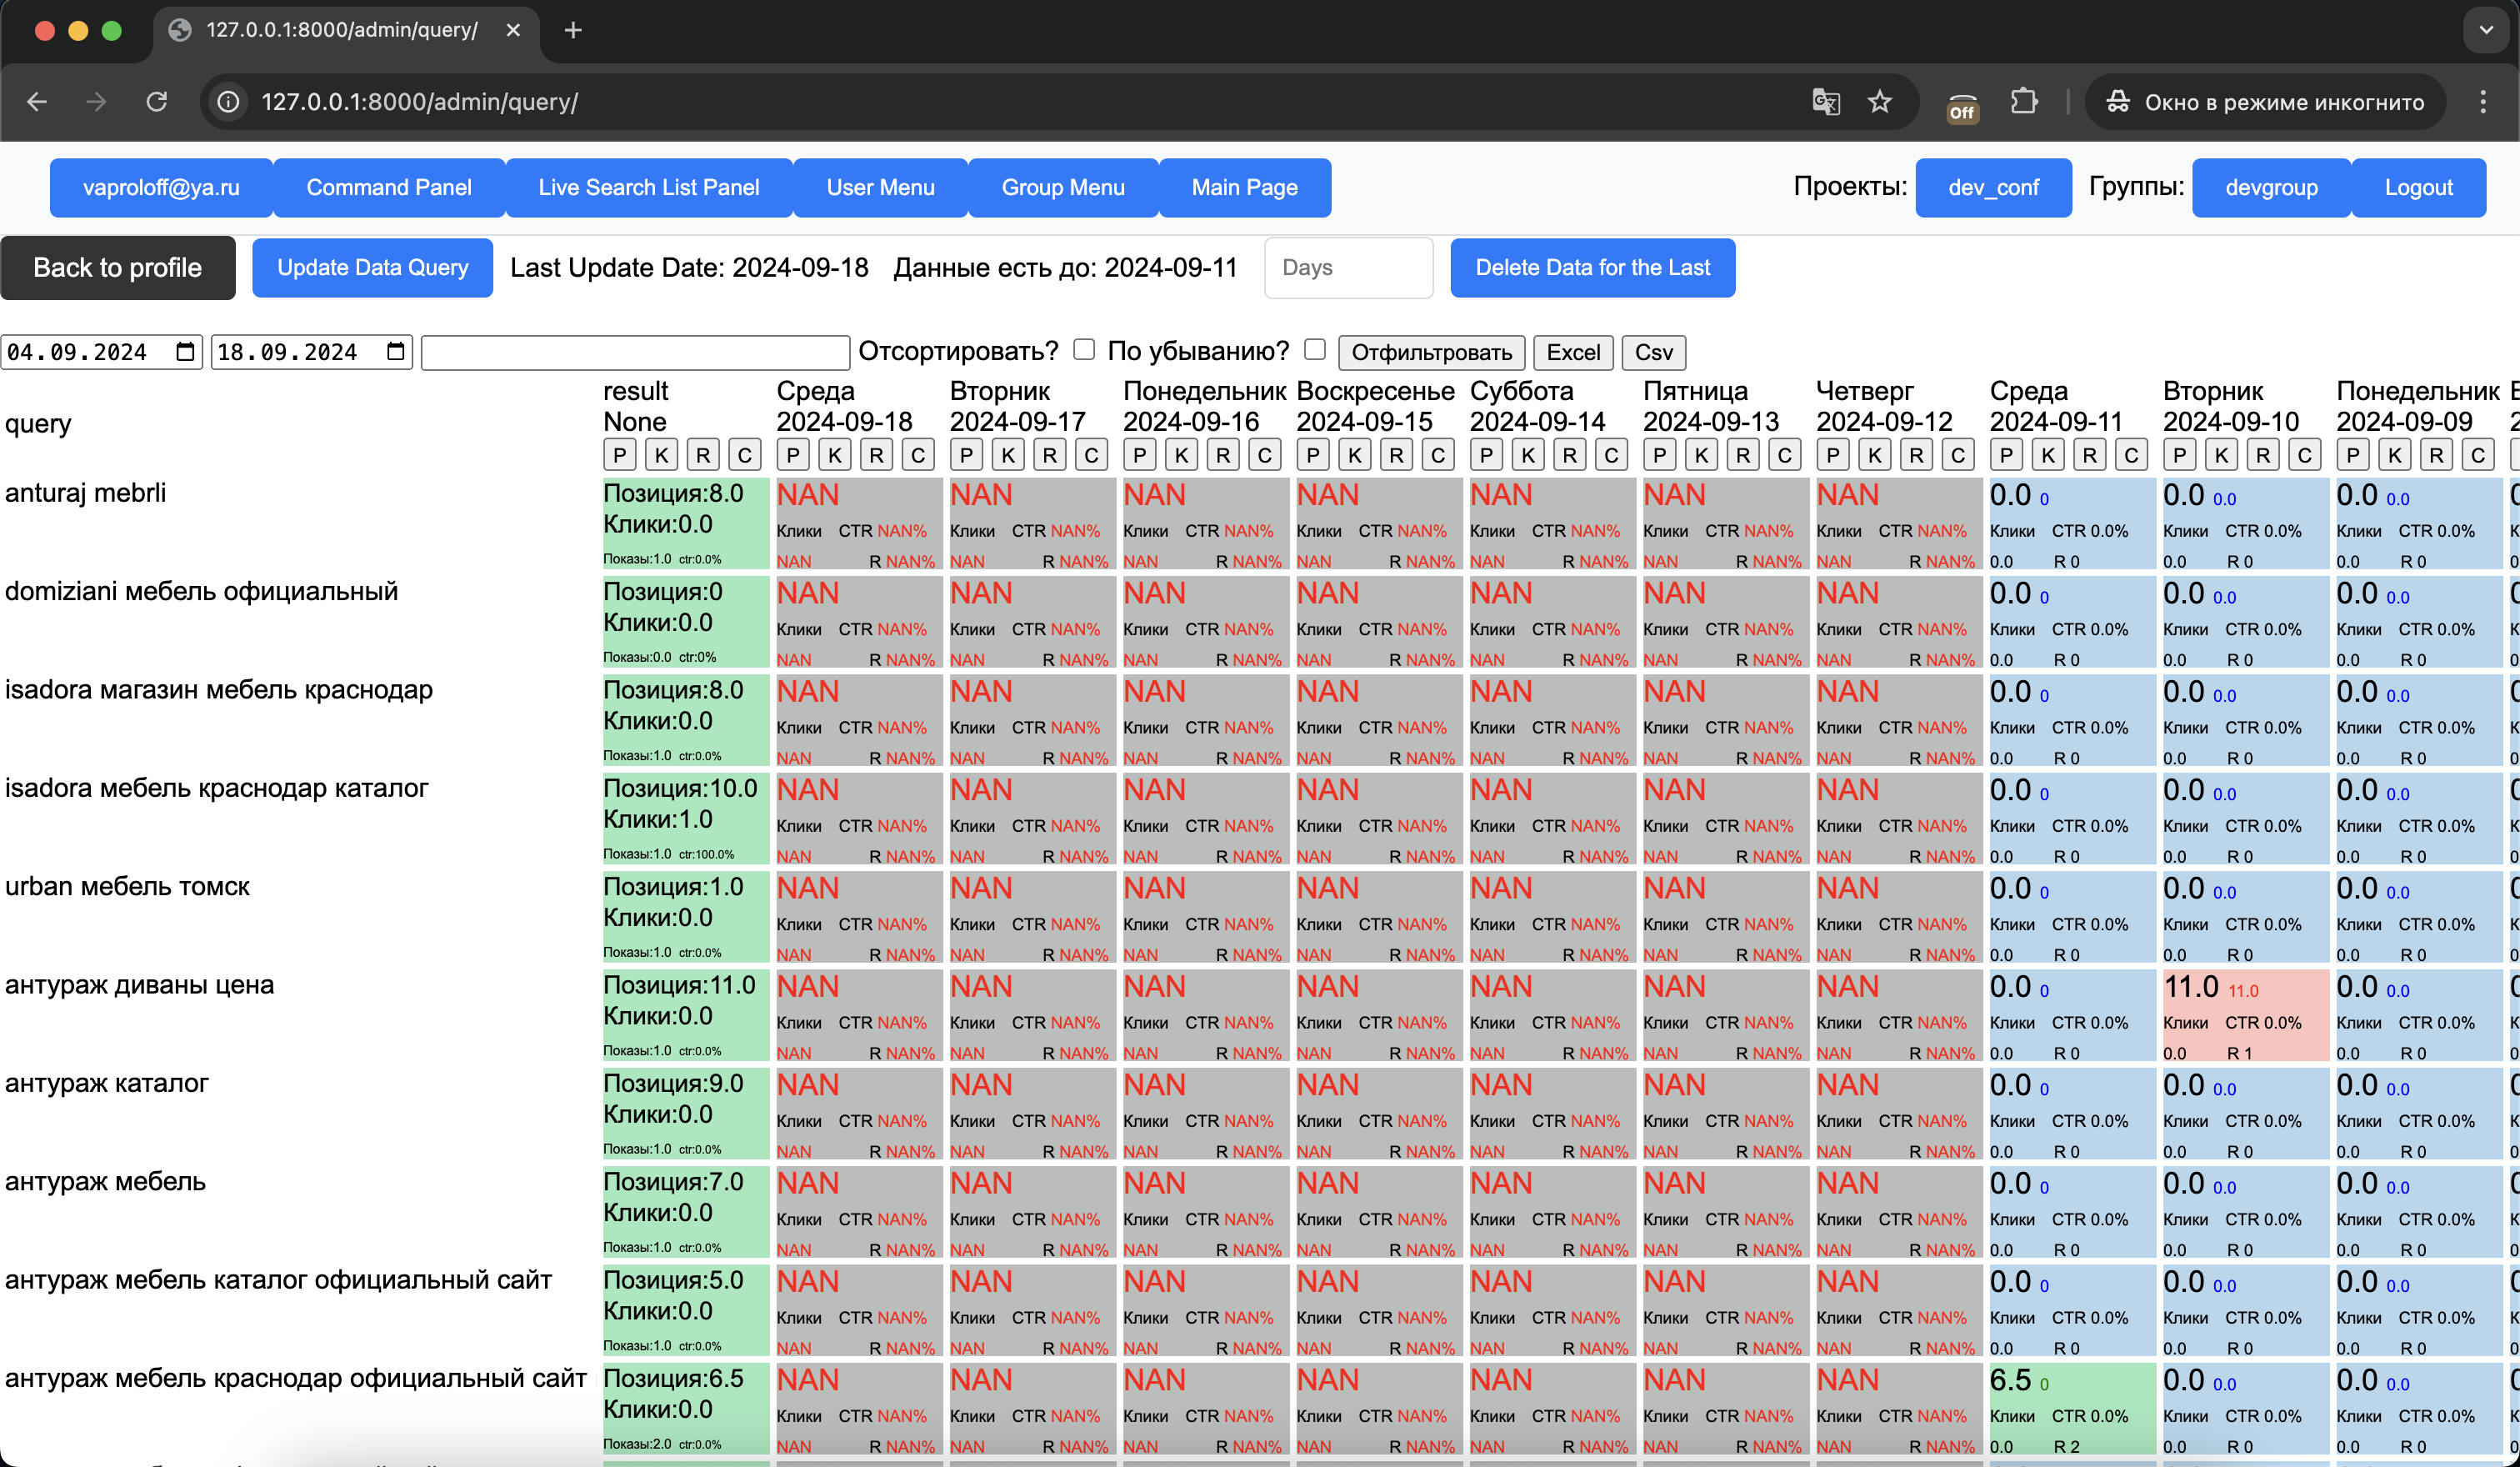 127.0.0.1:8000/admin/query/
127.0.0.1:8000/admin/query/ Off Окно в режиме инкогнито
vaproloff@ya.ru Command Panel Live Search List Panel User Menu Group Menu Main Page Проекты: dev_conf Группы: devgroup Logout
Back to profile Update Data Query Last Update Date: 2024-09-18 Данные есть до: 2024-09-11 Days Delete Data for the Last
04.09.2024 18.09.2024 Отсортировать? По убыванию? Отфильтровать Excel Csv
result Среда Вторник Понедельник Воскресенье Суббота Пятница Четверг Среда Вторник Понедельник
query None 2024-09-18 2024-09-17 2024-09-16 2024-09-15 2024-09-14 2024-09-13 2024-09-12 2024-09-11 2024-09-10 2024-09-09
P K R C P K R C P K R C P K R C P K R C P K R C P K R C P K R C P K R C P K R C P K R C
anturaj mebrli Позиция:8.0 NAN NAN NAN NAN NAN NAN NAN 0.0 0 0.0 0.0 0.0 0.0
Клики:0.0 Клики CTR NAN% Клики CTR NAN% Клики CTR NAN% Клики CTR NAN% Клики CTR NAN% Клики CTR NAN% Клики CTR NAN% Клики CTR 0.0% Клики CTR 0.0% Клики CTR 0.0%
Показы:1.0 ctr:0.0% NAN R NAN% NAN R NAN% NAN R NAN% NAN R NAN% NAN R NAN% NAN R NAN% NAN R NAN% 0.0 R 0 0.0 R 0 0.0 R 0
domiziani мебель официальный Позиция:0 NAN NAN NAN NAN NAN NAN NAN 0.0 0 0.0 0.0 0.0 0.0
Клики:0.0 Клики CTR NAN% Клики CTR NAN% Клики CTR NAN% Клики CTR NAN% Клики CTR NAN% Клики CTR NAN% Клики CTR NAN% Клики CTR 0.0% Клики CTR 0.0% Клики CTR 0.0%
Показы:0.0 ctr:0% NAN R NAN% NAN R NAN% NAN R NAN% NAN R NAN% NAN R NAN% NAN R NAN% NAN R NAN% 0.0 R 0 0.0 R 0 0.0 R 0
isadora магазин мебель краснодар Позиция:8.0 NAN NAN NAN NAN NAN NAN NAN 0.0 0 0.0 0.0 0.0 0.0
Клики:0.0 Клики CTR NAN% Клики CTR NAN% Клики CTR NAN% Клики CTR NAN% Клики CTR NAN% Клики CTR NAN% Клики CTR NAN% Клики CTR 0.0% Клики CTR 0.0% Клики CTR 0.0%
Показы:1.0 ctr:0.0% NAN R NAN% NAN R NAN% NAN R NAN% NAN R NAN% NAN R NAN% NAN R NAN% NAN R NAN% 0.0 R 0 0.0 R 0 0.0 R 0
isadora мебель краснодар каталог Позиция:10.0 NAN NAN NAN NAN NAN NAN NAN 0.0 0 0.0 0.0 0.0 0.0
Клики:1.0 Клики CTR NAN% Клики CTR NAN% Клики CTR NAN% Клики CTR NAN% Клики CTR NAN% Клики CTR NAN% Клики CTR NAN% Клики CTR 0.0% Клики CTR 0.0% Клики CTR 0.0%
Показы:1.0 ctr:100.0% NAN R NAN% NAN R NAN% NAN R NAN% NAN R NAN% NAN R NAN% NAN R NAN% NAN R NAN% 0.0 R 0 0.0 R 0 0.0 R 0
urban мебель томск Позиция:1.0 NAN NAN NAN NAN NAN NAN NAN 0.0 0 0.0 0.0 0.0 0.0
Клики:0.0 Клики CTR NAN% Клики CTR NAN% Клики CTR NAN% Клики CTR NAN% Клики CTR NAN% Клики CTR NAN% Клики CTR NAN% Клики CTR 0.0% Клики CTR 0.0% Клики CTR 0.0%
Показы:1.0 ctr:0.0% NAN R NAN% NAN R NAN% NAN R NAN% NAN R NAN% NAN R NAN% NAN R NAN% NAN R NAN% 0.0 R 0 0.0 R 0 0.0 R 0
антураж диваны цена Позиция:11.0 NAN NAN NAN NAN NAN NAN NAN 0.0 0 11.0 11.0 0.0 0.0
Клики:0.0 Клики CTR NAN% Клики CTR NAN% Клики CTR NAN% Клики CTR NAN% Клики CTR NAN% Клики CTR NAN% Клики CTR NAN% Клики CTR 0.0% Клики CTR 0.0% Клики CTR 0.0%
Показы:1.0 ctr:0.0% NAN R NAN% NAN R NAN% NAN R NAN% NAN R NAN% NAN R NAN% NAN R NAN% NAN R NAN% 0.0 R 0 0.0 R 1 0.0 R 0
антураж каталог Позиция:9.0 NAN NAN NAN NAN NAN NAN NAN 0.0 0 0.0 0.0 0.0 0.0
Клики:0.0 Клики CTR NAN% Клики CTR NAN% Клики CTR NAN% Клики CTR NAN% Клики CTR NAN% Клики CTR NAN% Клики CTR NAN% Клики CTR 0.0% Клики CTR 0.0% Клики CTR 0.0%
Показы:1.0 ctr:0.0% NAN R NAN% NAN R NAN% NAN R NAN% NAN R NAN% NAN R NAN% NAN R NAN% NAN R NAN% 0.0 R 0 0.0 R 0 0.0 R 0
антураж мебель Позиция:7.0 NAN NAN NAN NAN NAN NAN NAN 0.0 0 0.0 0.0 0.0 0.0
Клики:0.0 Клики CTR NAN% Клики CTR NAN% Клики CTR NAN% Клики CTR NAN% Клики CTR NAN% Клики CTR NAN% Клики CTR NAN% Клики CTR 0.0% Клики CTR 0.0% Клики CTR 0.0%
Показы:1.0 ctr:0.0% NAN R NAN% NAN R NAN% NAN R NAN% NAN R NAN% NAN R NAN% NAN R NAN% NAN R NAN% 0.0 R 0 0.0 R 0 0.0 R 0
антураж мебель каталог официальный сайт Позиция:5.0 NAN NAN NAN NAN NAN NAN NAN 0.0 0 0.0 0.0 0.0 0.0
Клики:0.0 Клики CTR NAN% Клики CTR NAN% Клики CTR NAN% Клики CTR NAN% Клики CTR NAN% Клики CTR NAN% Клики CTR NAN% Клики CTR 0.0% Клики CTR 0.0% Клики CTR 0.0%
Показы:1.0 ctr:0.0% NAN R NAN% NAN R NAN% NAN R NAN% NAN R NAN% NAN R NAN% NAN R NAN% NAN R NAN% 0.0 R 0 0.0 R 0 0.0 R 0
антураж мебель краснодар официальный сайт Позиция:6.5 NAN NAN NAN NAN NAN NAN NAN 6.5 0 0.0 0.0 0.0 0.0
Клики:0.0 Клики CTR NAN% Клики CTR NAN% Клики CTR NAN% Клики CTR NAN% Клики CTR NAN% Клики CTR NAN% Клики CTR NAN% Клики CTR 0.0% Клики CTR 0.0% Клики CTR 0.0%
Показы:2.0 ctr:0.0% NAN R NAN% NAN R NAN% NAN R NAN% NAN R NAN% NAN R NAN% NAN R NAN% NAN R NAN% 0.0 R 2 0.0 R 0 0.0 R 0